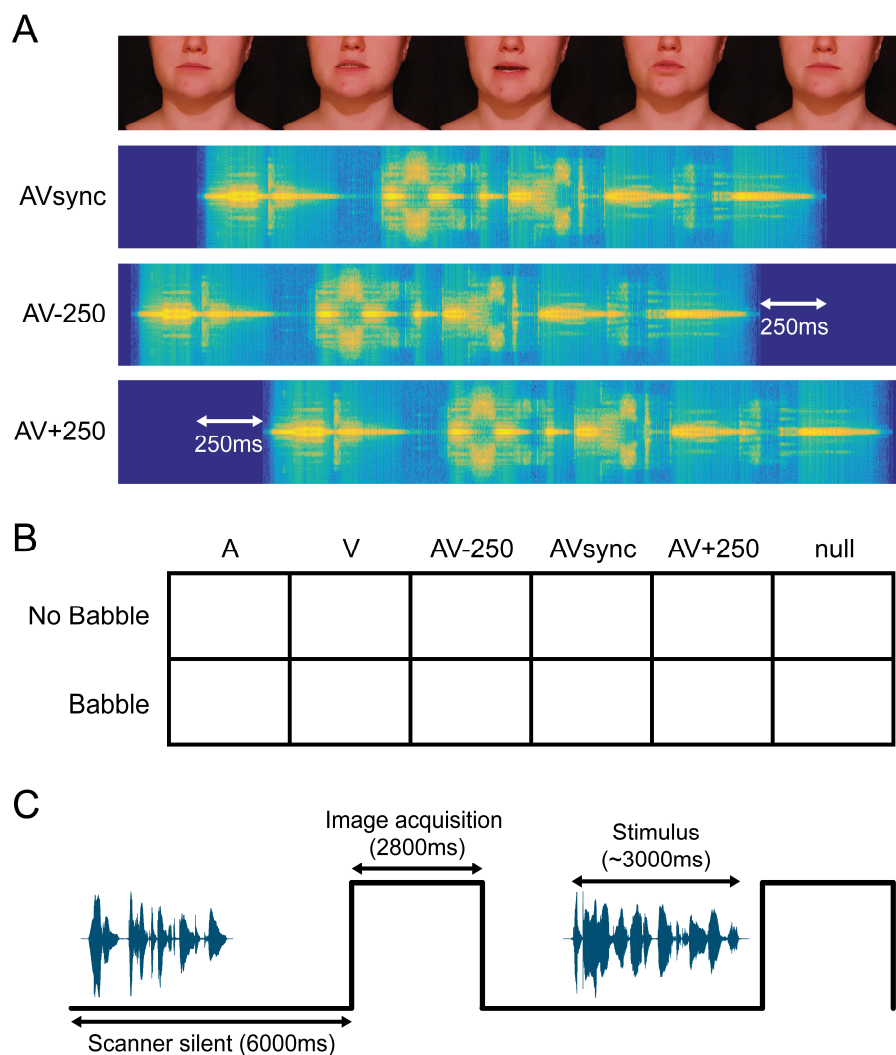 A
AVsync
AV-250
250ms
AV+250
250ms
B
A V AV-250 AVsync AV+250 null
No Babble
Babble
C
Image acquisition
(2800ms)
Stimulus
(~3000ms)
Scanner silent (6000ms)